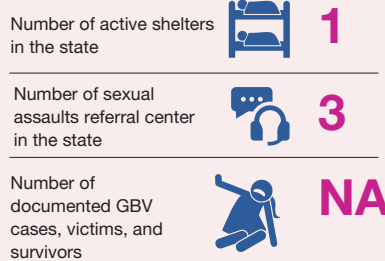 Number of active shelters
in the state
1
Number of sexual
assaults referral center
in the state
3
Number of
documented GBV
cases, victims, and
survivors
NA